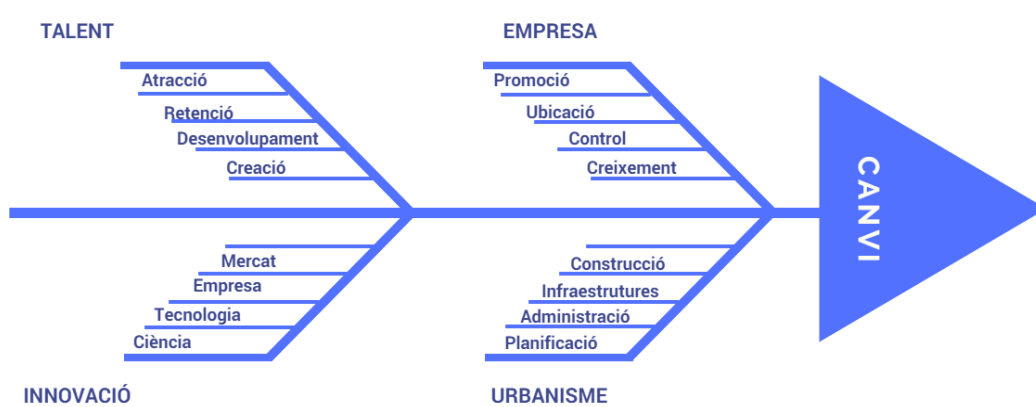 TALENT
Atracció
Retenció
Desenvolupament
Creació
EMPRESA
Promoció
Ubicació
Control
Creixement
CANVI
Mercat
Empresa
Tecnologia
Ciència
INNOVACIÓ
Construcció
Infraestrutures
Administració
Planificació
URBANISME